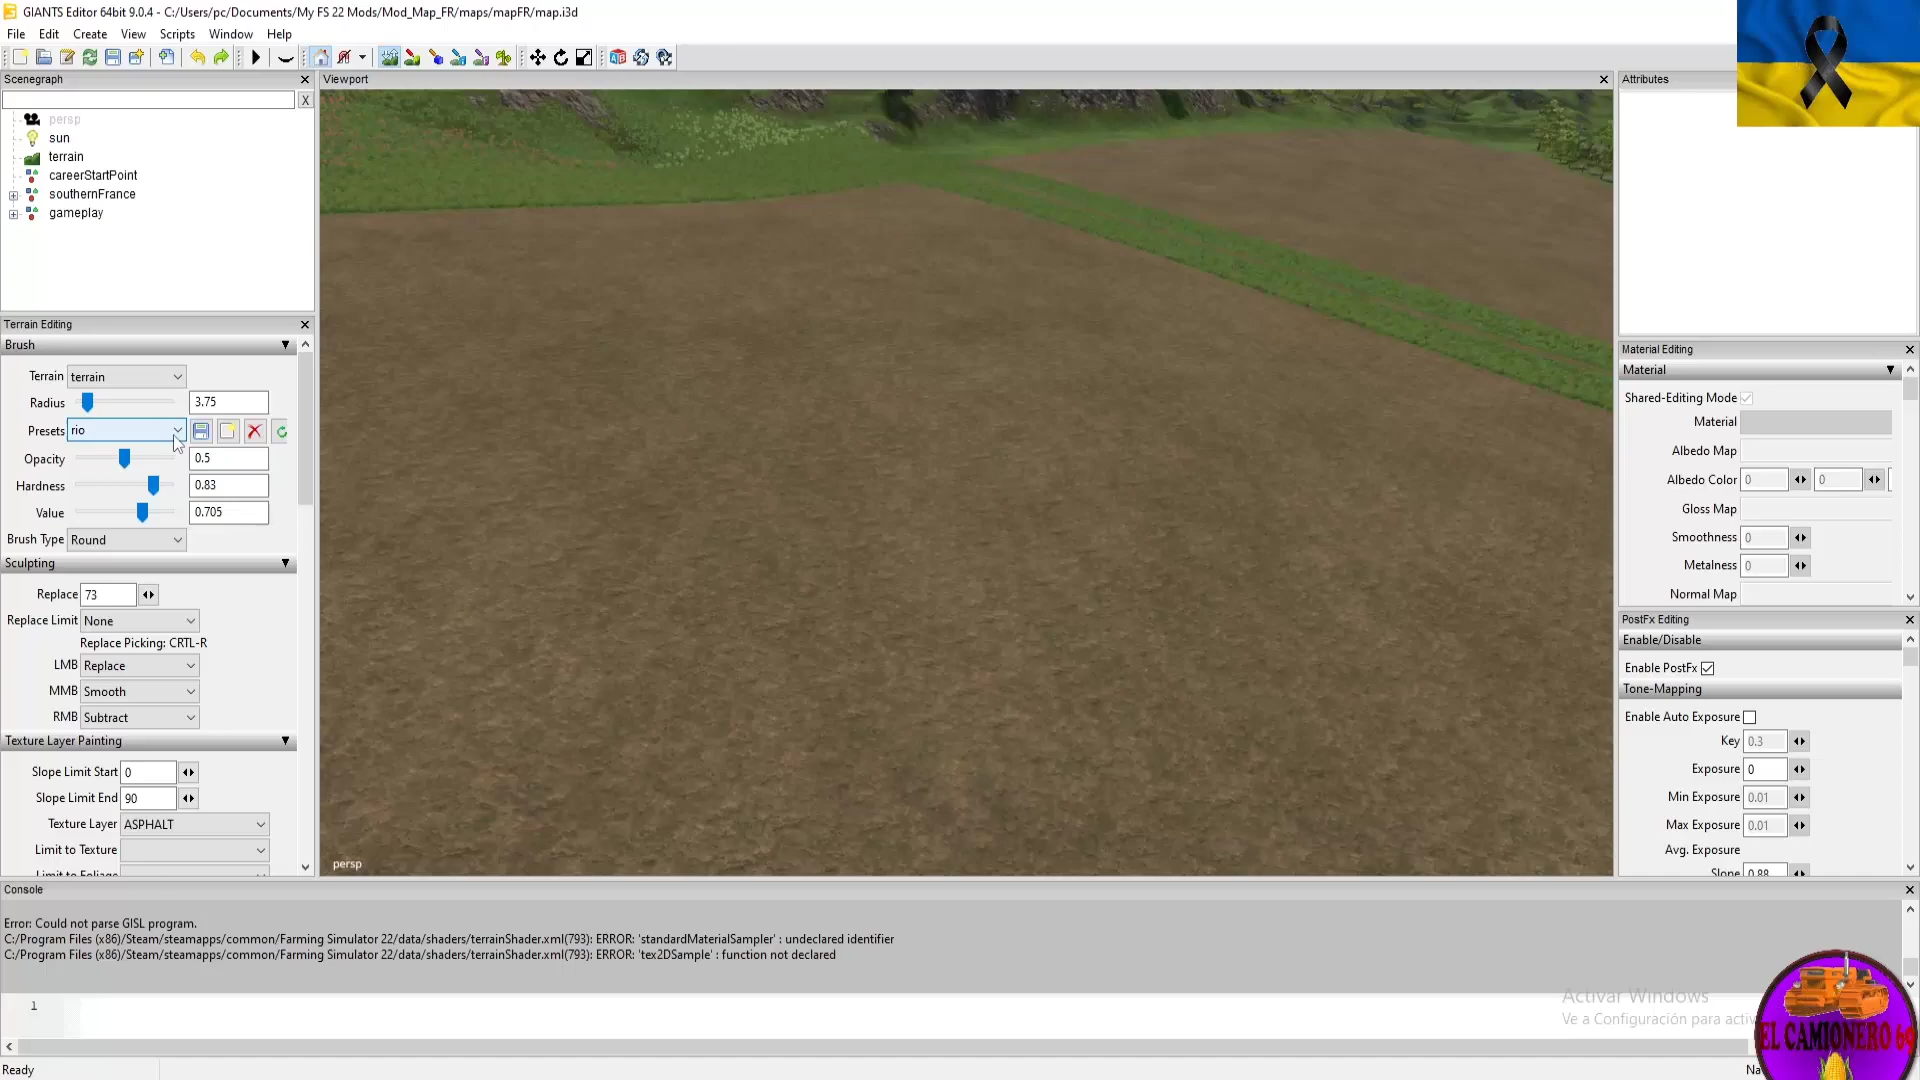 GIANTS Editor 64bit 9.0.4 - C:/Users/pc/Documents/My FS 22 Mods/Mod_Map_FR/maps/mapFR/map.i3d
File Edit Create View Scripts Window Help
Scenegraph
X
persp
sun
terrain
careerStartPoint
southernFrance
gameplay
Terrain Editing
Brush
Terrain terrain
Radius 3.75
Presets rio
Opacity 0.5
Hardness 0.83
Value 0.705
Brush Type Round
Sculpting
Replace 73
Replace Limit None
Replace Picking: CRTL-R
LMB Replace
MMB Smooth
RMB Subtract
Texture Layer Painting
Slope Limit Start 0
Slope Limit End 90
Texture Layer ASPHALT
Limit to Texture
Limit to Foliage
Viewport
persp
Attributes
Material Editing
Material
Shared-Editing Mode
Material
Albedo Map
Albedo Color 0 0
Gloss Map
Smoothness 0
Metalness 0
Normal Map
PostFx Editing
Enable/Disable
Enable PostFx
Tone-Mapping
Enable Auto Exposure
Key 0.3
Exposure 0
Min Exposure 0.01
Max Exposure 0.01
Avg. Exposure
Slope 0.88
Console
Error: Could not parse GISL program.
C:/Program Files (x86)/Steam/steamapps/common/Farming Simulator 22/data/shaders/terrainShader.xml(793): ERROR: 'standardMaterialSampler' : undeclared identifier
C:/Program Files (x86)/Steam/steamapps/common/Farming Simulator 22/data/shaders/terrainShader.xml(793): ERROR: 'tex2DSample' : function not declared
1
Activar Windows
Ve a Configuración para activ
EL CAMIONERO
Ready
Na